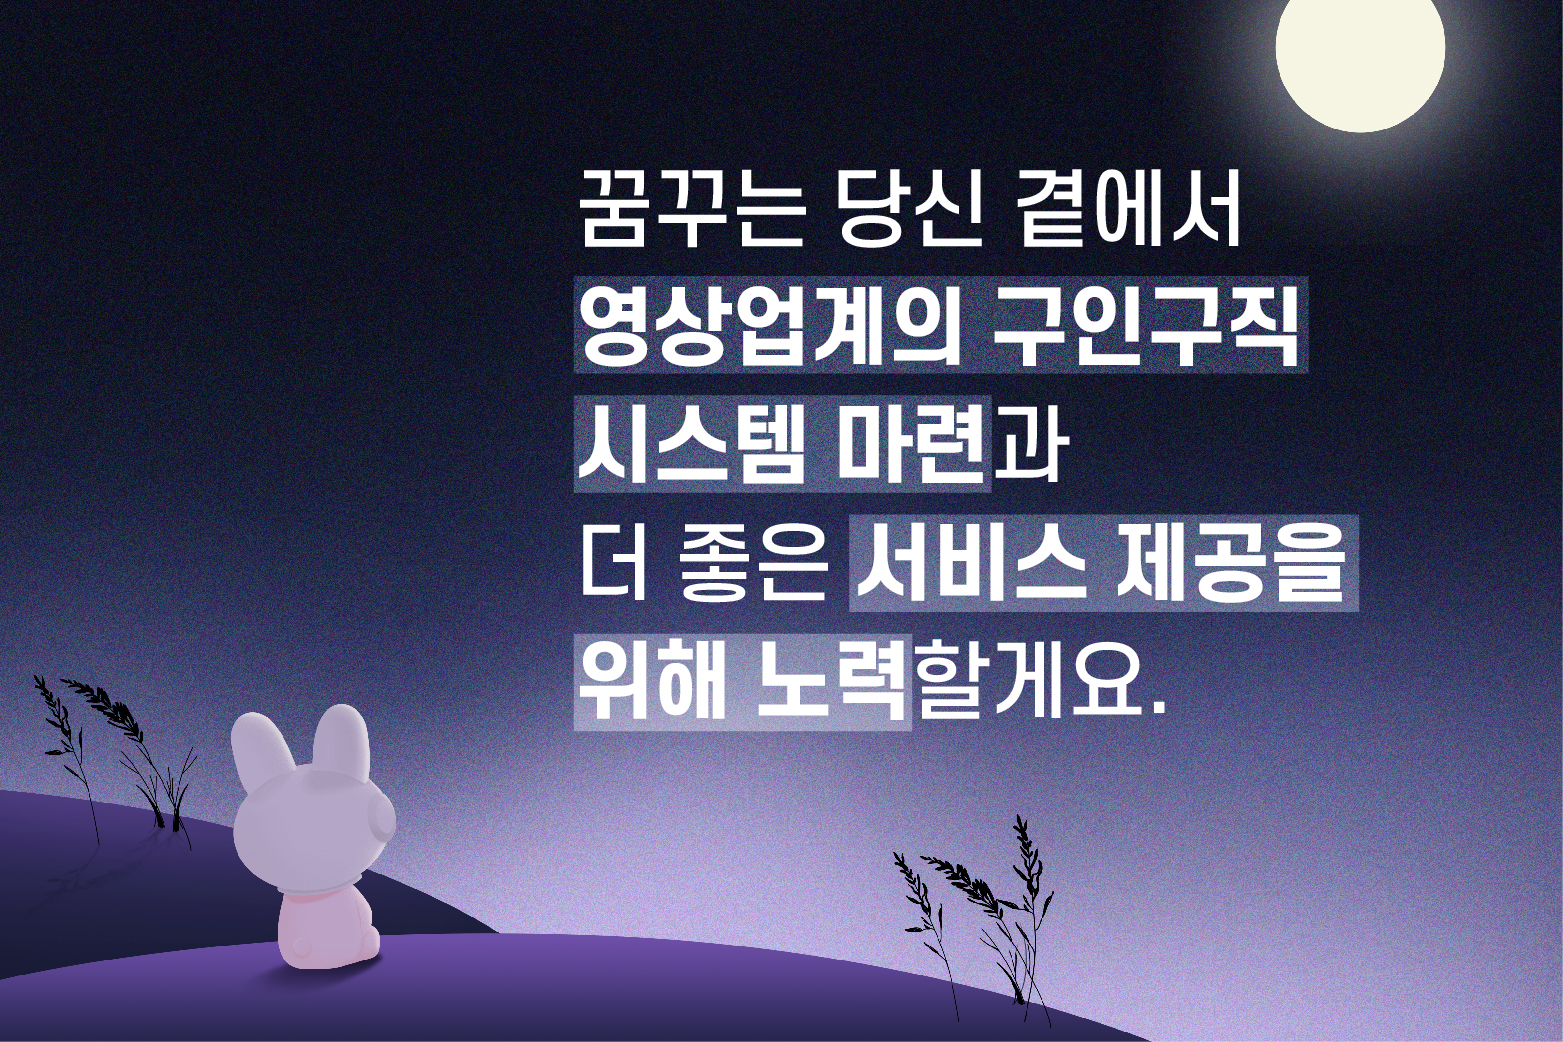 꿈꾸는 당신 곁에서
영상업계의 구인구직
시스템 마련과
더 좋은 서비스 제공을
위해 노력할게요.